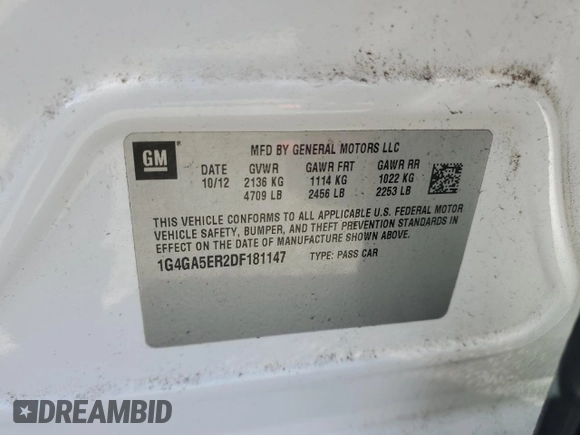 GM
MFD BY GENERAL MOTORS LLC
DATE GVWR GAWR FRT GAWR RR
10/12 2136 KG 1114 KG 1022 KG
4709 LB 2456 LB 2253 LB
THIS VEHICLE CONFORMS TO ALL APPLICABLE U.S. FEDERAL MOTOR
VEHICLE SAFETY, BUMPER, AND THEFT PREVENTION STANDARDS IN
EFFECT ON THE DATE OF MANUFACTURE SHOWN ABOVE.
1G4GA5ER2DF181147 TYPE: PASS CAR
DREAMBID